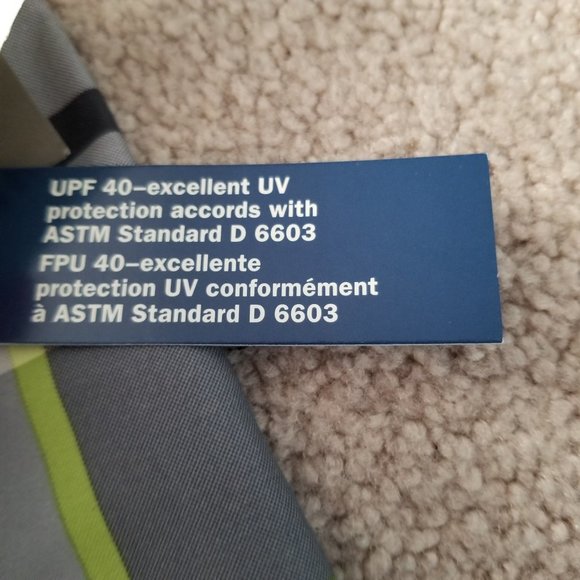 UPF 40–excellent UV
protection accords with
ASTM Standard D 6603
FPU 40–excellente
protection UV conformément
à ASTM Standard D 6603